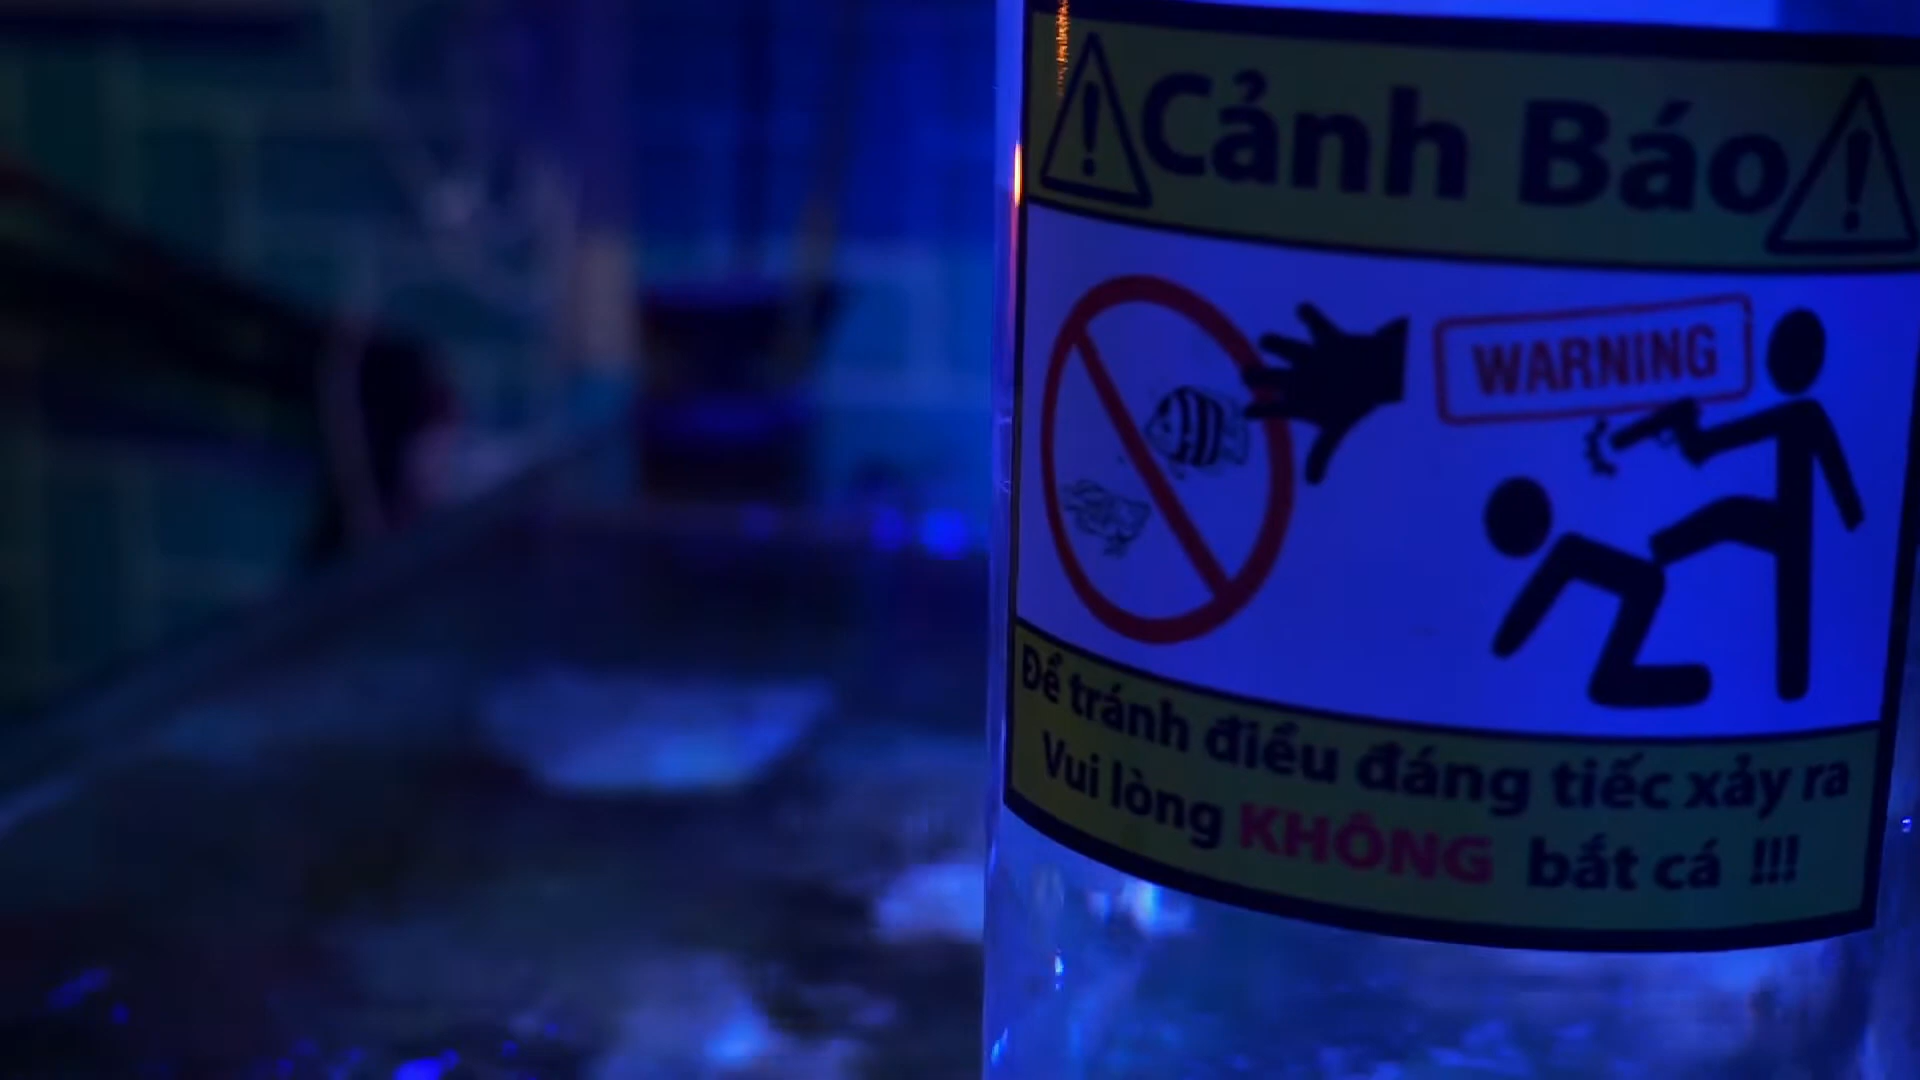 Cảnh Báo
WARNING
Để tránh điều đáng tiếc xảy ra
Vui lòng KHÔNG bắt cá !!!